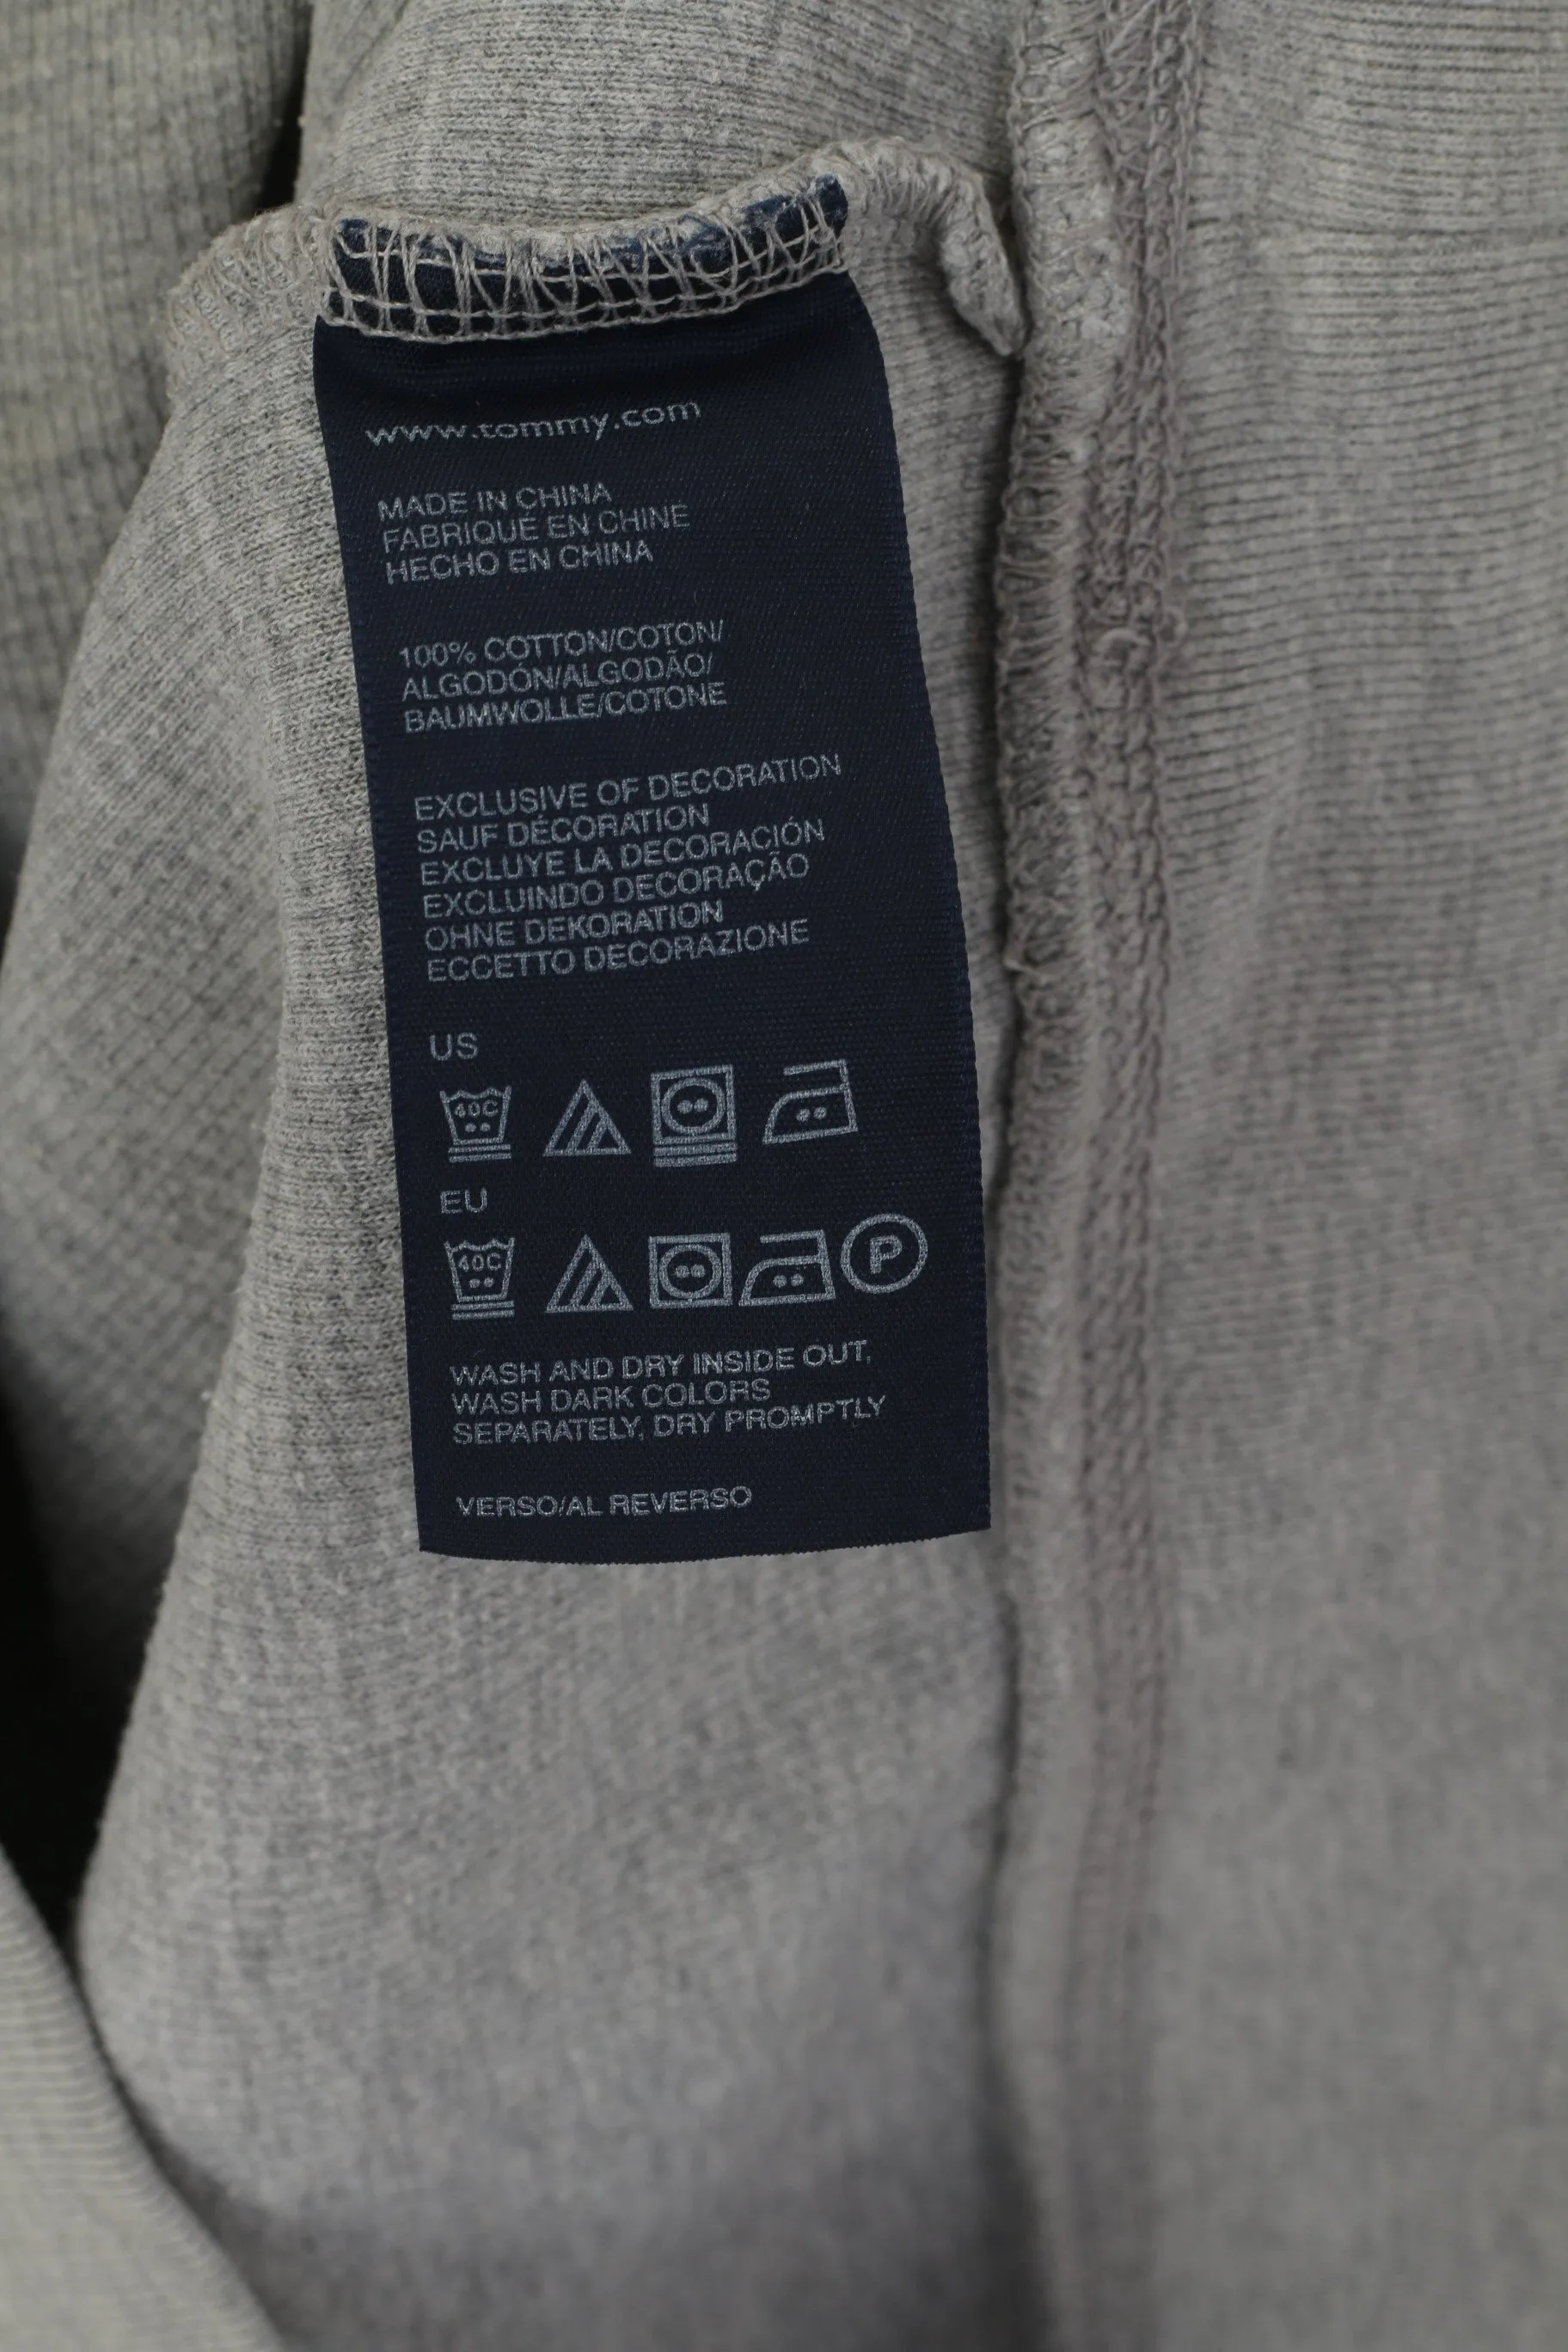 www.tommy.com
MADE IN CHINA
FABRIQUE EN CHINE
HECHO EN CHINA
100% COTTON/COTON/
ALGODÓN/ALGODÃO/
BAUMWOLLE/COTONE
EXCLUSIVE OF DECORATION
SAUF DÉCORATION
EXCLUYE LA DECORACIÓN
EXCLUINDO DECORAÇÃO
OHNE DEKORATION
ECCETTO DECORAZIONE
US
40C
EU
40C P
WASH AND DRY INSIDE OUT,
WASH DARK COLORS
SEPARATELY, DRY PROMPTLY
VERSO/AL REVERSO